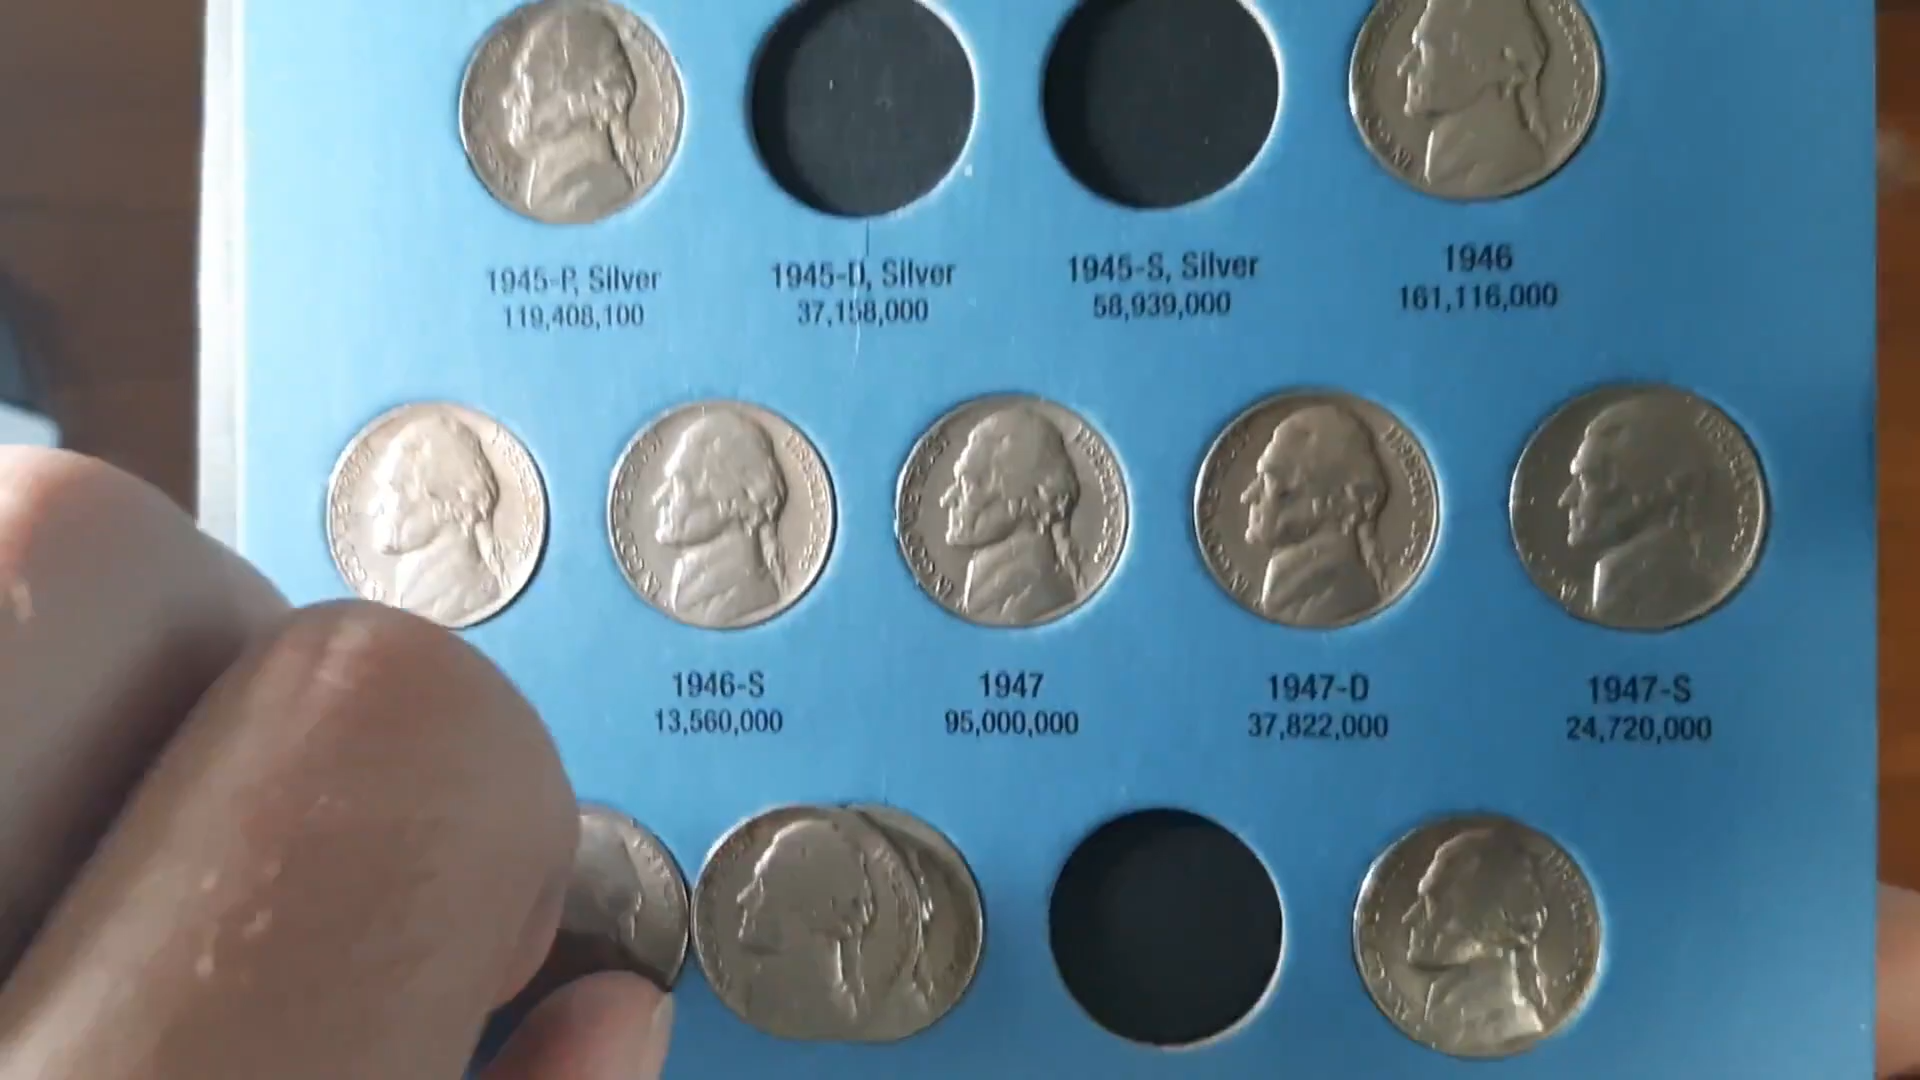 1945-P, Silver
119,408,100
1945-D, Silver
37,158,000
1945-S, Silver
58,939,000
1946
161,116,000
1946-S
13,560,000
1947
95,000,000
1947-D
37,822,000
1947-S
24,720,000